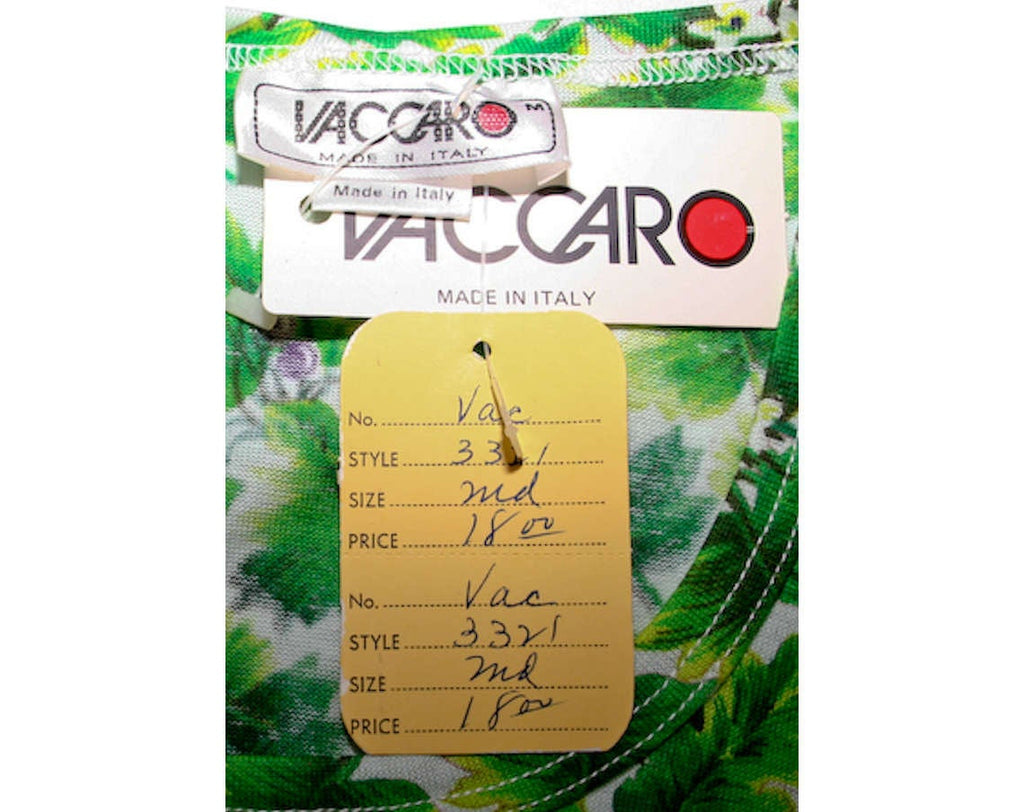 VACCARO M
MADE IN ITALY
Made in Italy
VACCARO
MADE IN ITALY
No. Vac
STYLE 3321
SIZE md
PRICE 18.00
No. Vac
STYLE 3321
SIZE md
PRICE 18.00